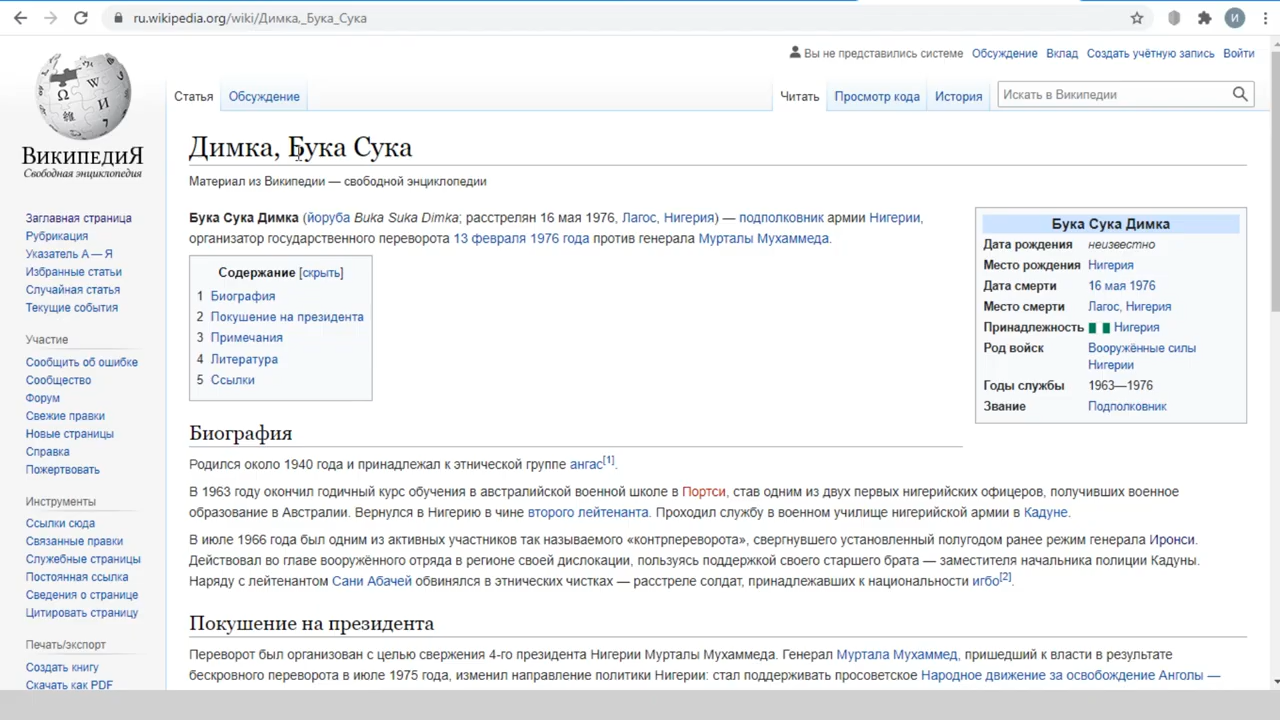 ru.wikipedia.org/wiki/Димка,_Бука_Сука
И
Вы не представились системе Обсуждение Вклад Создать учётную запись Войти
Статья Обсуждение Читать Просмотр кода История Искать в Википедии
ВикипедиЯ
Свободная энциклопедия
Заглавная страница
Рубрикация
Указатель А — Я
Избранные статьи
Случайная статья
Текущие события
Участие
Сообщить об ошибке
Сообщество
Форум
Свежие правки
Новые страницы
Справка
Пожертвовать
Инструменты
Ссылки сюда
Связанные правки
Служебные страницы
Постоянная ссылка
Сведения о странице
Цитировать страницу
Печать/экспорт
Создать книгу
Скачать как PDF
Димка, Бука Сука
Материал из Википедии — свободной энциклопедии
Бука Сука Димка (йоруба Buka Suka Dimka; расстрелян 16 мая 1976, Лагос, Нигерия) — подполковник армии Нигерии,
организатор государственного переворота 13 февраля 1976 года против генерала Мурталы Мухаммеда.
Содержание [скрыть]
1 Биография
2 Покушение на президента
3 Примечания
4 Литература
5 Ссылки
Бука Сука Димка
Дата рождения неизвестно
Место рождения Нигерия
Дата смерти 16 мая 1976
Место смерти Лагос, Нигерия
Принадлежность Нигерия
Род войск Вооружённые силы
Нигерии
Годы службы 1963—1976
Звание Подполковник
Биография
Родился около 1940 года и принадлежал к этнической группе ангас[1].
В 1963 году окончил годичный курс обучения в австралийской военной школе в Портси, став одним из двух первых нигерийских офицеров, получивших военное
образование в Австралии. Вернулся в Нигерию в чине второго лейтенанта. Проходил службу в военном училище нигерийской армии в Кадуне.
В июле 1966 года был одним из активных участников так называемого «контрпереворота», свергнувшего установленный полугодом ранее режим генерала Иронси.
Действовал во главе вооружённого отряда в регионе своей дислокации, пользуясь поддержкой своего старшего брата — заместителя начальника полиции Кадуны.
Наряду с лейтенантом Сани Абачей обвинялся в этнических чистках — расстреле солдат, принадлежавших к национальности игбо[2].
Покушение на президента
Переворот был организован с целью свержения 4-го президента Нигерии Мурталы Мухаммеда. Генерал Муртала Мухаммед, пришедший к власти в результате
бескровного переворота в июле 1975 года, изменил направление политики Нигерии: стал поддерживать просоветское Народное движение за освобождение Анголы —